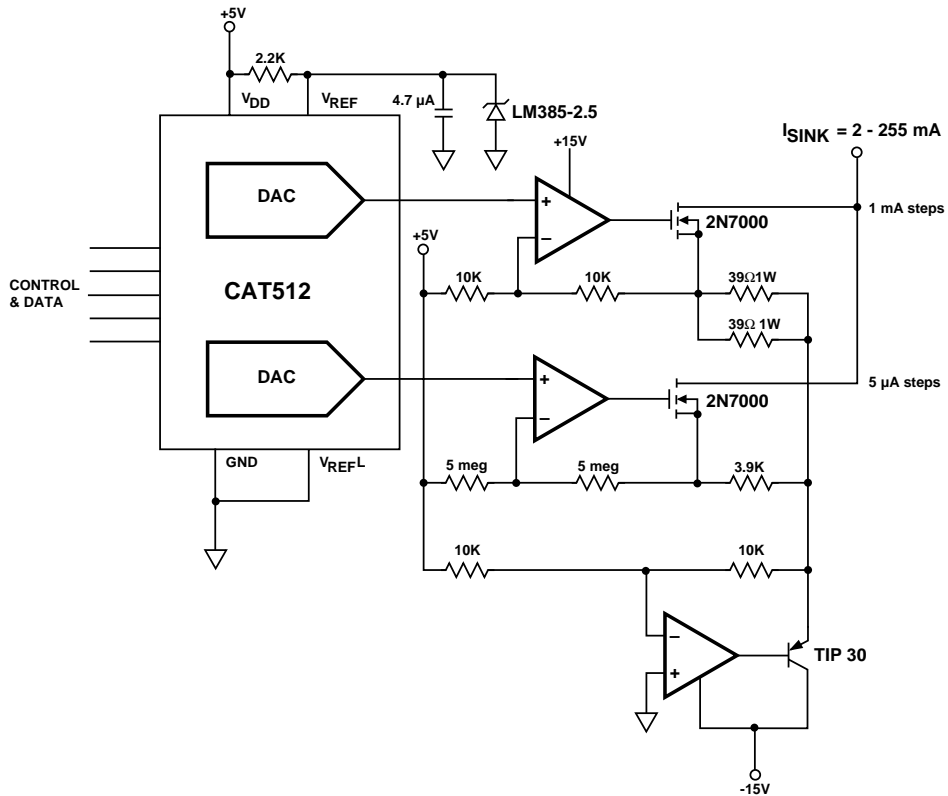 +5V
2.2K
VDD
VREF
4.7 µA
LM385-2.5
+15V
ISINK = 2 - 255 mA
DAC
+
−
2N7000
1 mA steps
+5V
CONTROL
& DATA
CAT512
10K
10K
39Ω1W
39Ω 1W
DAC
+
−
2N7000
5 µA steps
GND
VREFL
5 meg
5 meg
3.9K
10K
10K
−
+
TIP 30
-15V